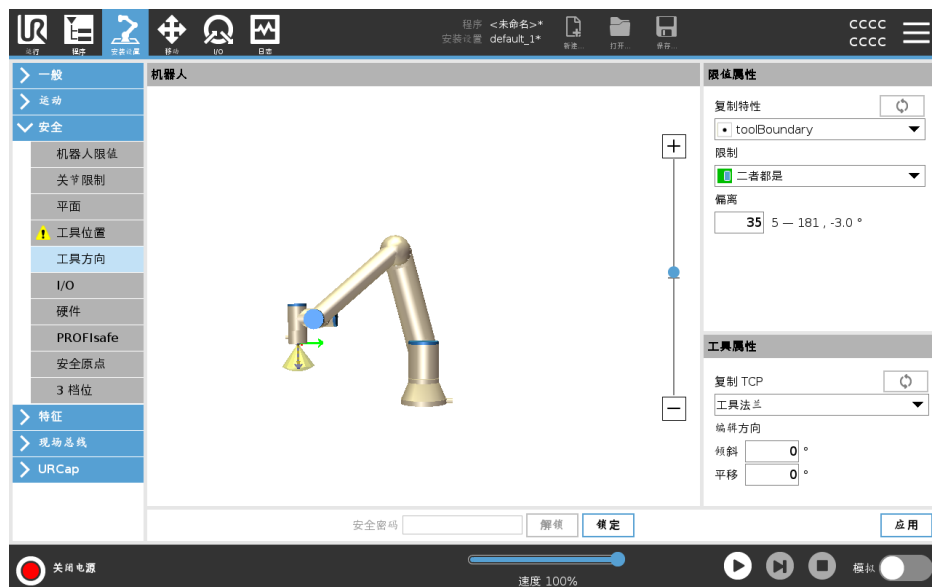 程序 <未命名>*
安装设置 default_1*
运行
程序
安装设置
移动
I/O
日志
新建...
打开...
保存...
CCCC
CCCC
一般
运动
安全
机器人限值
关节限制
平面
工具位置
工具方向
I/O
硬件
PROFIsafe
安全原点
3 档位
特征
现场总线
URCap
机器人
限值属性
复制特性
toolBoundary
限制
二者都是
偏离
35 5 — 181 , -3.0 °
工具属性
复制 TCP
工具法兰
编辑方向
倾斜 0 °
平移 0 °
安全密码
解锁
锁定
应用
关闭电源
速度 100%
模拟